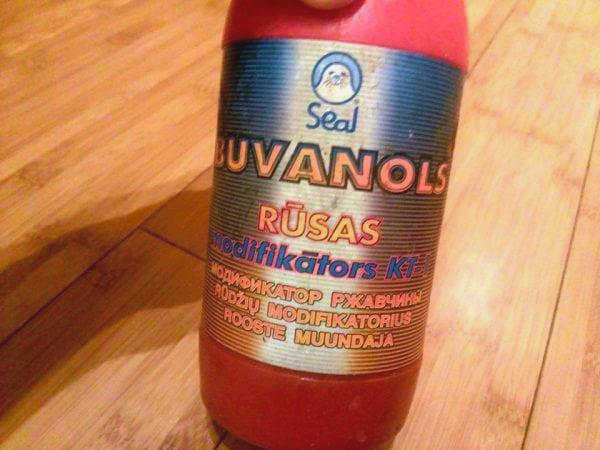 Seal
BUVANOLS
RŪSAS
modifikātors KT-
МОДИФИКАТОР РЖАВЧИНЫ
RŪDŽIŲ MODIFIKATORIUS
ROOSTE MUUNDAJA